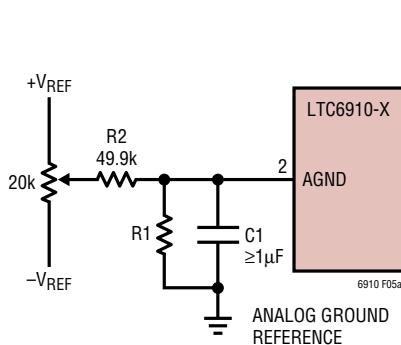 +VREF
LTC6910-X
R2
49.9k
2
AGND
20k
R1
C1
≥1µF
–VREF
6910 F05a
ANALOG GROUND
REFERENCE